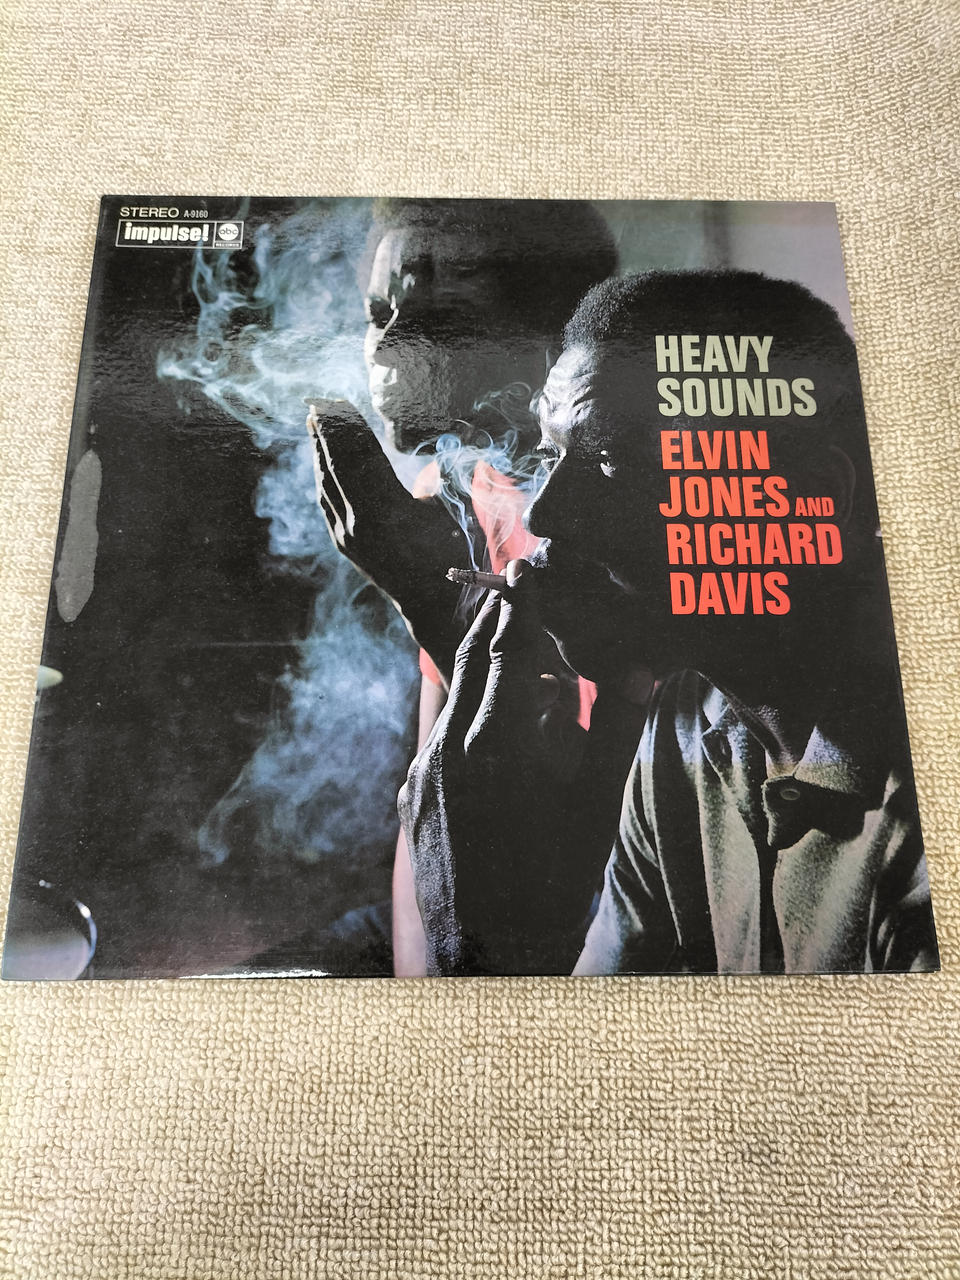 STEREO A-9160
impulse! abc
RECORDS
HEAVY
SOUNDS
ELVIN
JONES AND
RICHARD
DAVIS